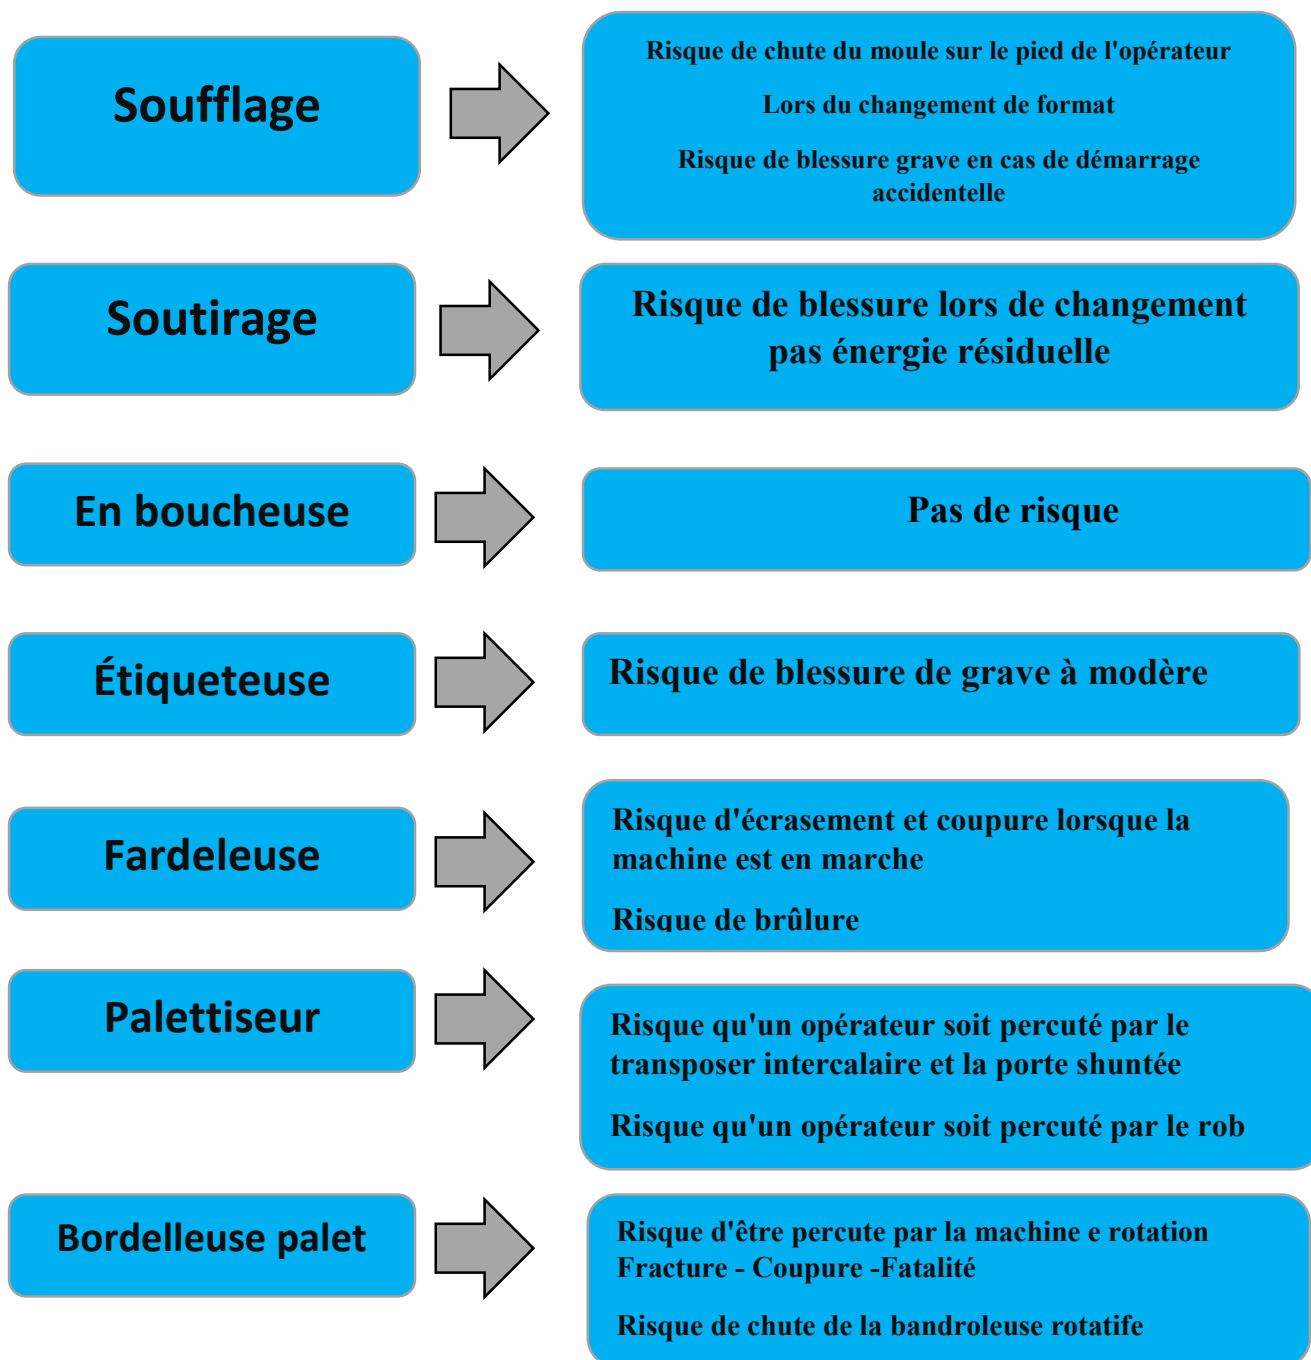 Soufflage
Risque de chute du moule sur le pied de l'opérateur
Lors du changement de format
Risque de blessure grave en cas de démarrage
accidentelle
Soutirage
Risque de blessure lors de changement
pas énergie résiduelle
En boucheuse
Pas de risque
Étiqueteuse
Risque de blessure de grave à modère
Fardeleuse
Risque d'écrasement et coupure lorsque la
machine est en marche
Risque de brûlure
Palettiseur
Risque qu'un opérateur soit percuté par le
transposer intercalaire et la porte shuntée
Risque qu'un opérateur soit percuté par le rob
Bordelleuse palet
Risque d'être percute par la machine e rotation
Fracture - Coupure -Fatalité
Risque de chute de la bandroleuse rotatife